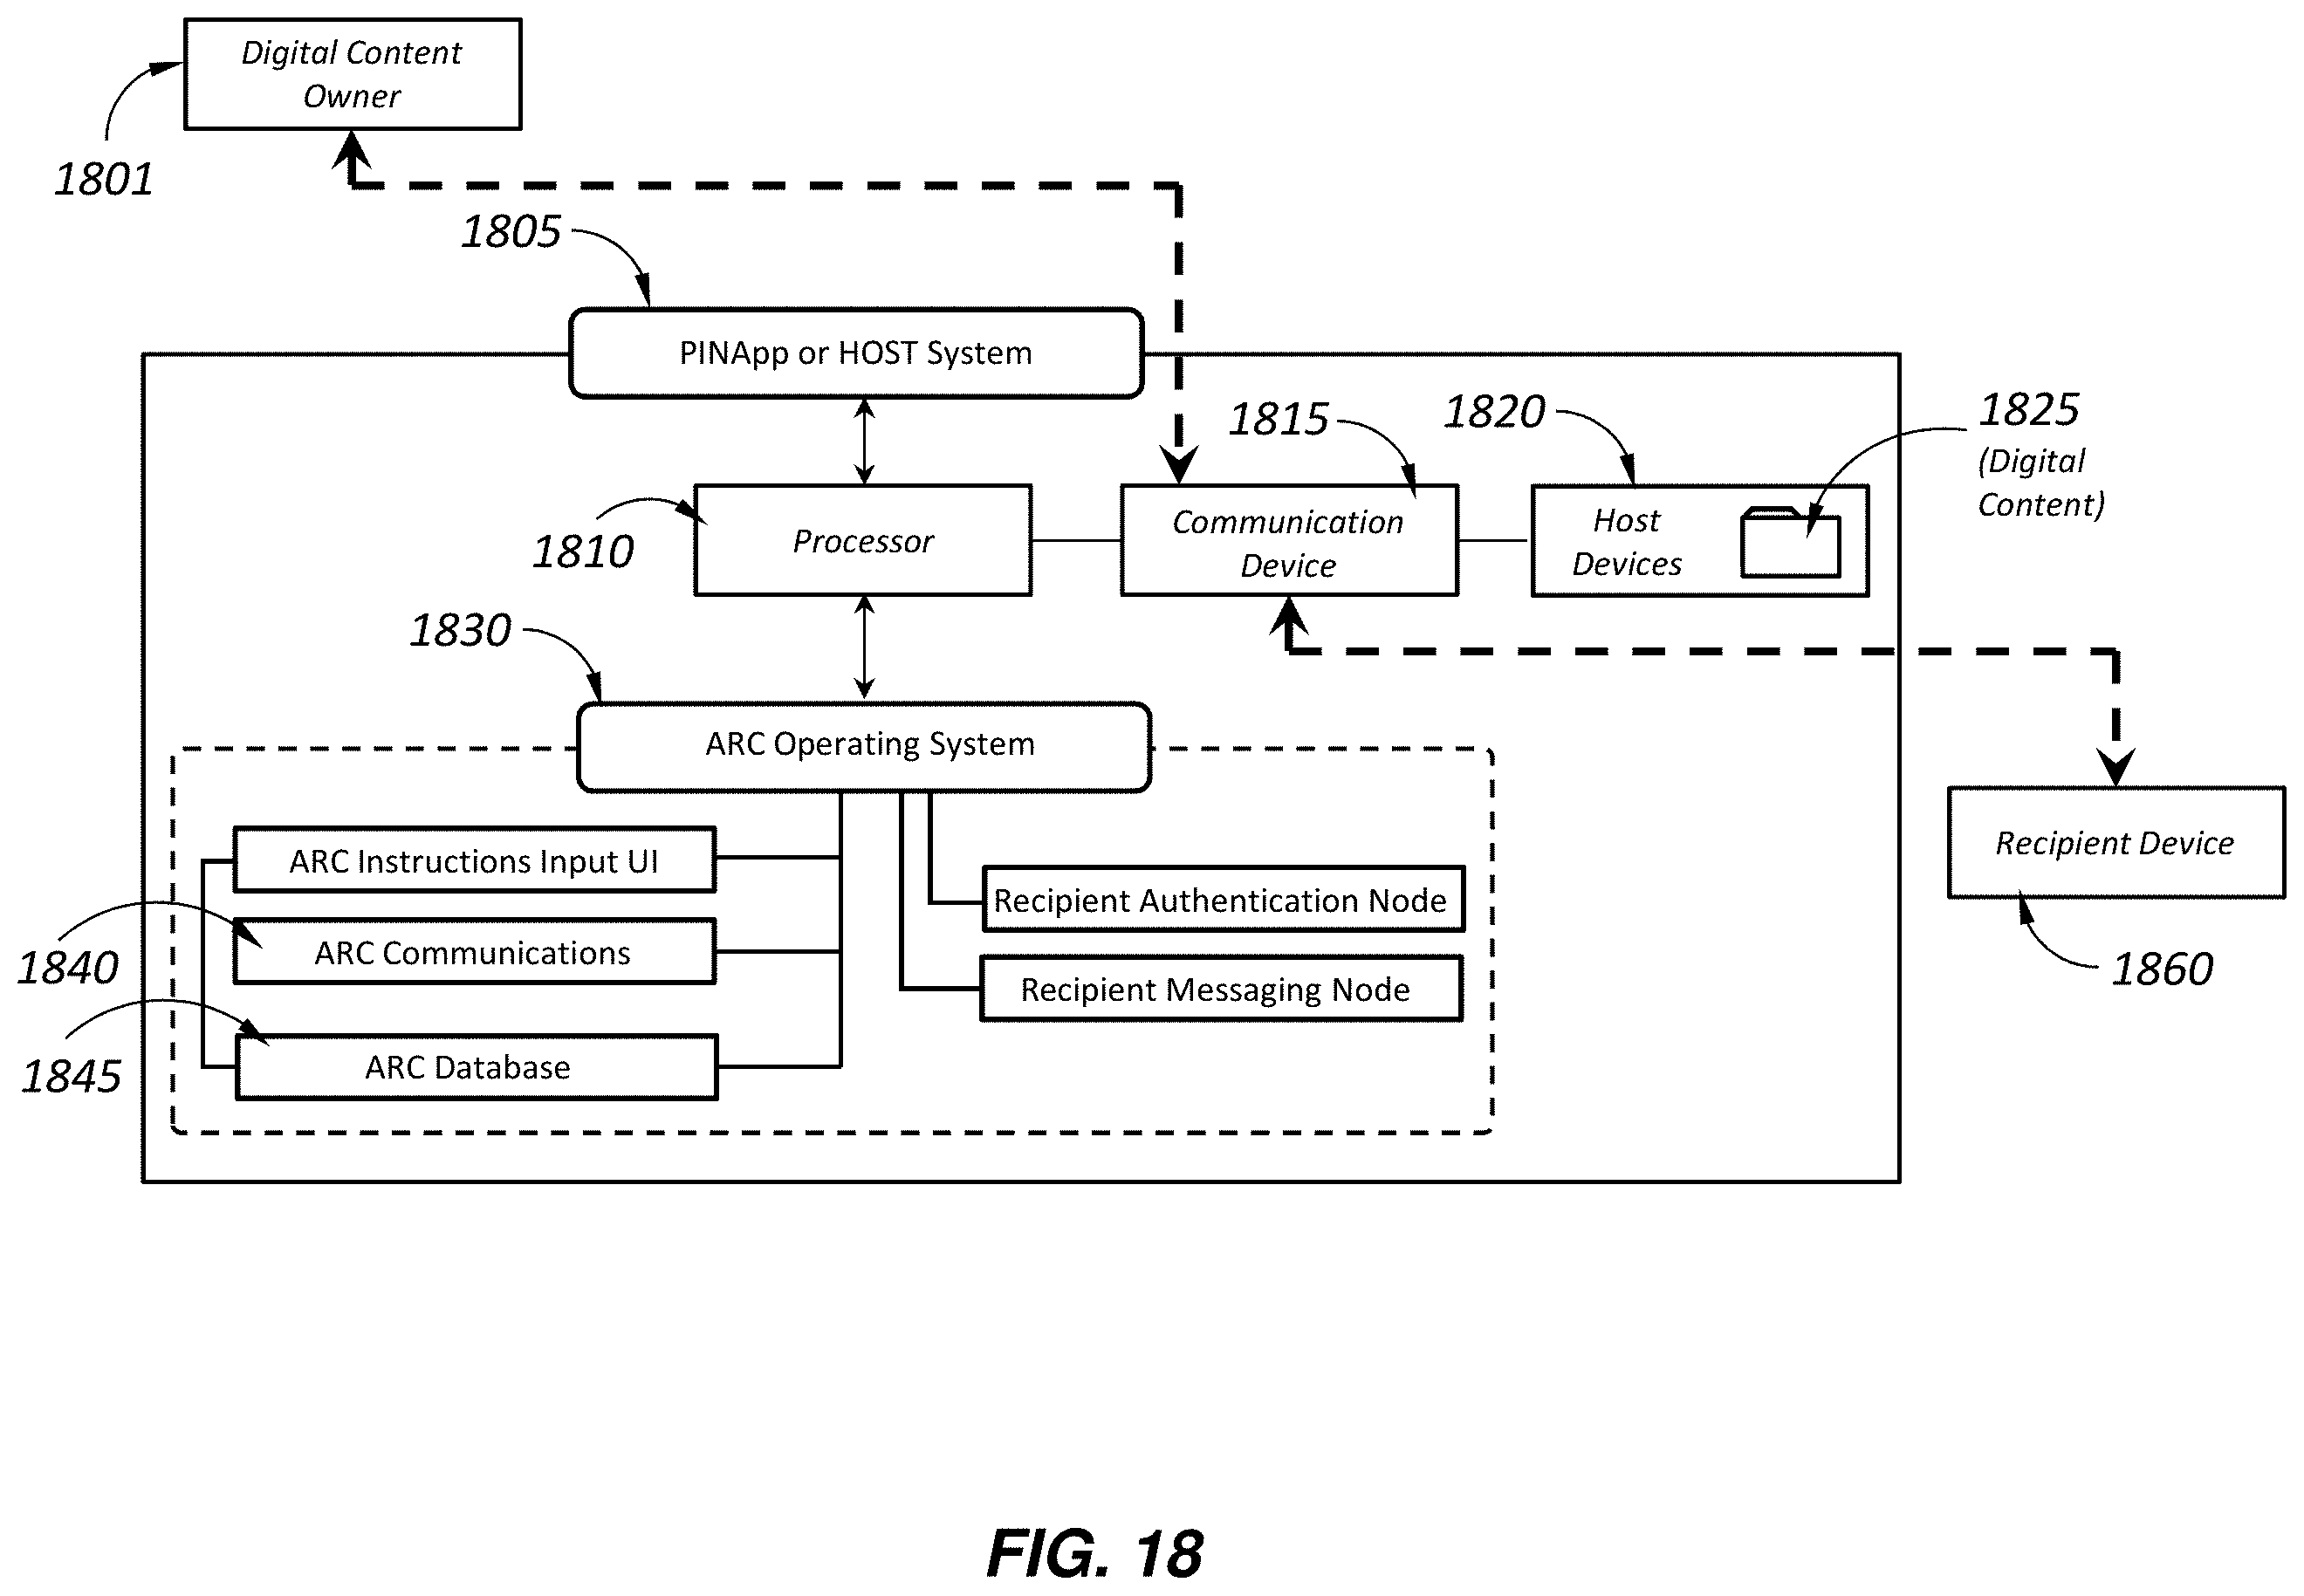 Digital Content
Owner
1801
1805
PINApp or HOST System
1815
1820
1825
(Digital
Content)
1810
Processor
Communication
Device
Host
Devices
1830
ARC Operating System
ARC Instructions Input UI
Recipient Authentication Node
Recipient Device
1840
ARC Communications
1860
Recipient Messaging Node
1845
ARC Database
FIG. 18